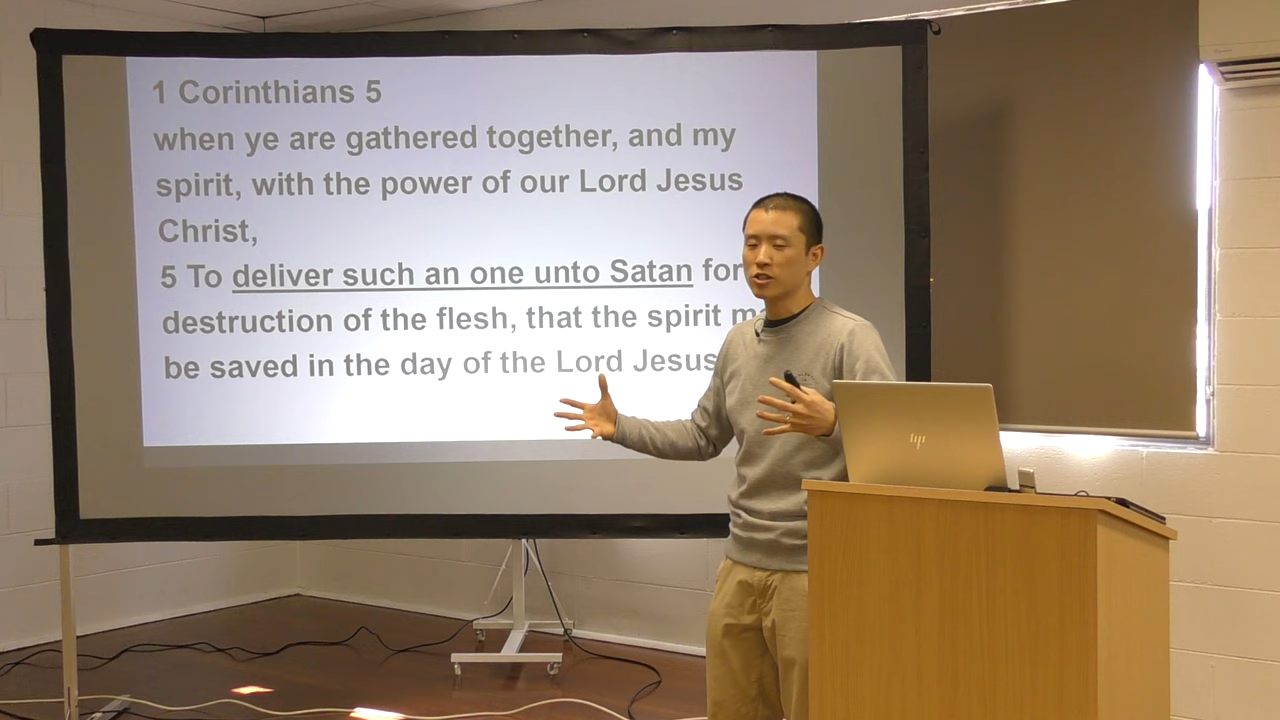 1 Corinthians 5
when ye are gathered together, and my
spirit, with the power of our Lord Jesus
Christ,
5 To deliver such an one unto Satan for
destruction of the flesh, that the spirit
be saved in the day of the Lord Jesus
hp